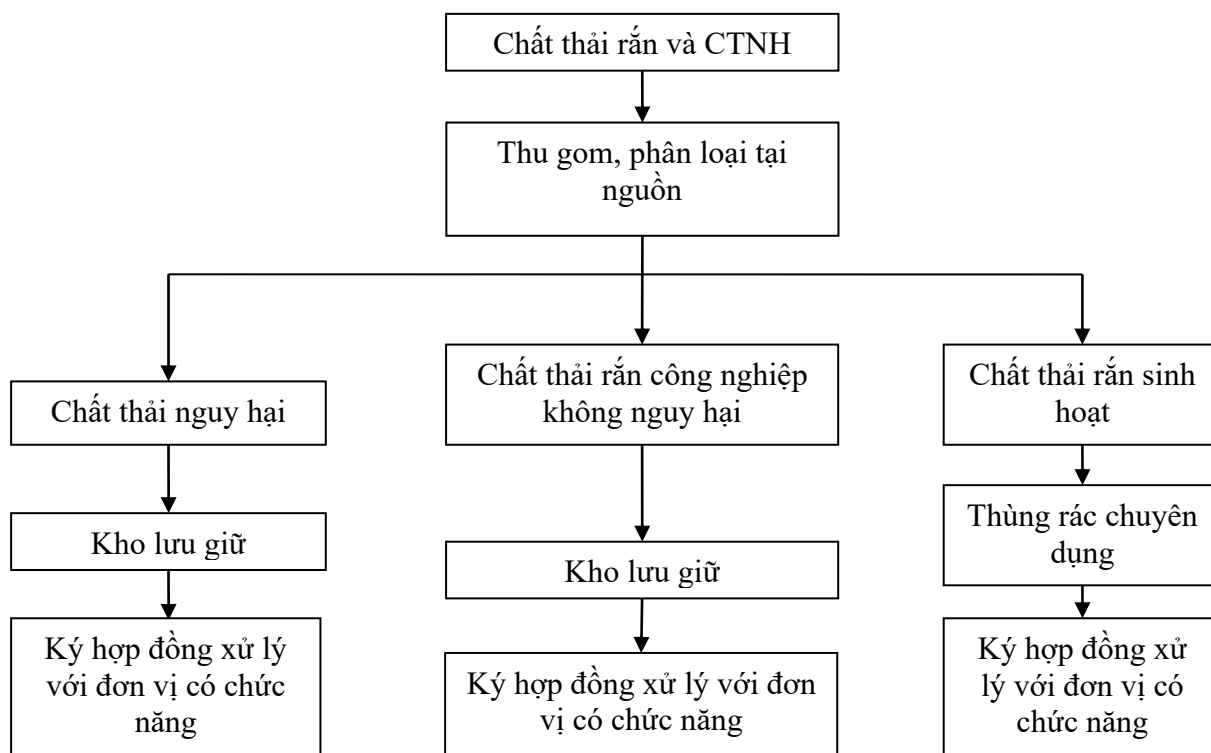 Chất thải rắn và CTNH
Thu gom, phân loại tại
nguồn
Chất thải nguy hại
Chất thải rắn công nghiệp
không nguy hại
Chất thải rắn sinh
hoạt
Kho lưu giữ
Kho lưu giữ
Thùng rác chuyên
dụng
Ký hợp đồng xử lý
với đơn vị có chức
năng
Ký hợp đồng xử lý với đơn
vị có chức năng
Ký hợp đồng xử
lý với đơn vị có
chức năng